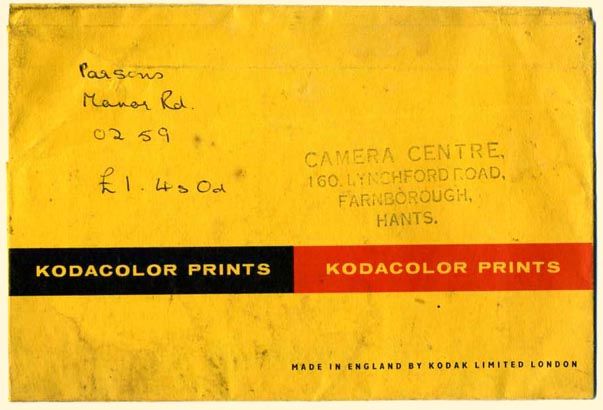 Parsons
Manor Rd.
02 59
£1. 4s 0d
CAMERA CENTRE,
160. LYNCHFORD ROAD,
FARNBOROUGH,
HANTS.
KODACOLOR PRINTS
KODACOLOR PRINTS
MADE IN ENGLAND BY KODAK LIMITED LONDON